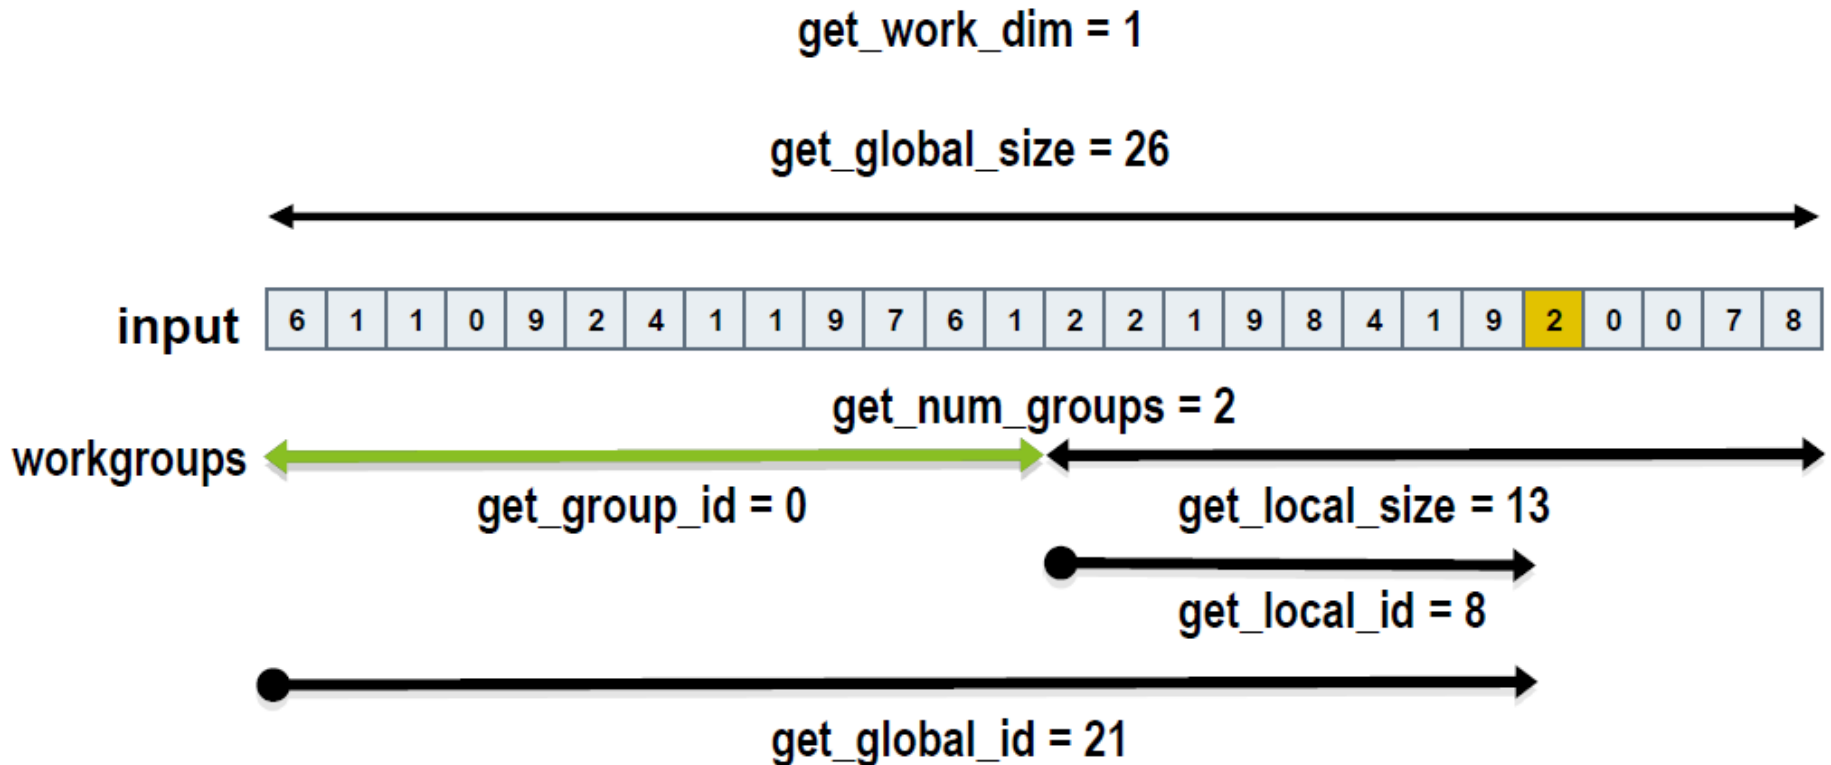 get_work_dim = 1
get_global_size = 26
input 6 1 1 0 9 2 4 1 1 9 7 6 1 2 2 1 9 8 4 1 9 2 0 0 7 8
get_num_groups = 2
workgroups
get_group_id = 0 get_local_size = 13
get_local_id = 8
get_global_id = 21